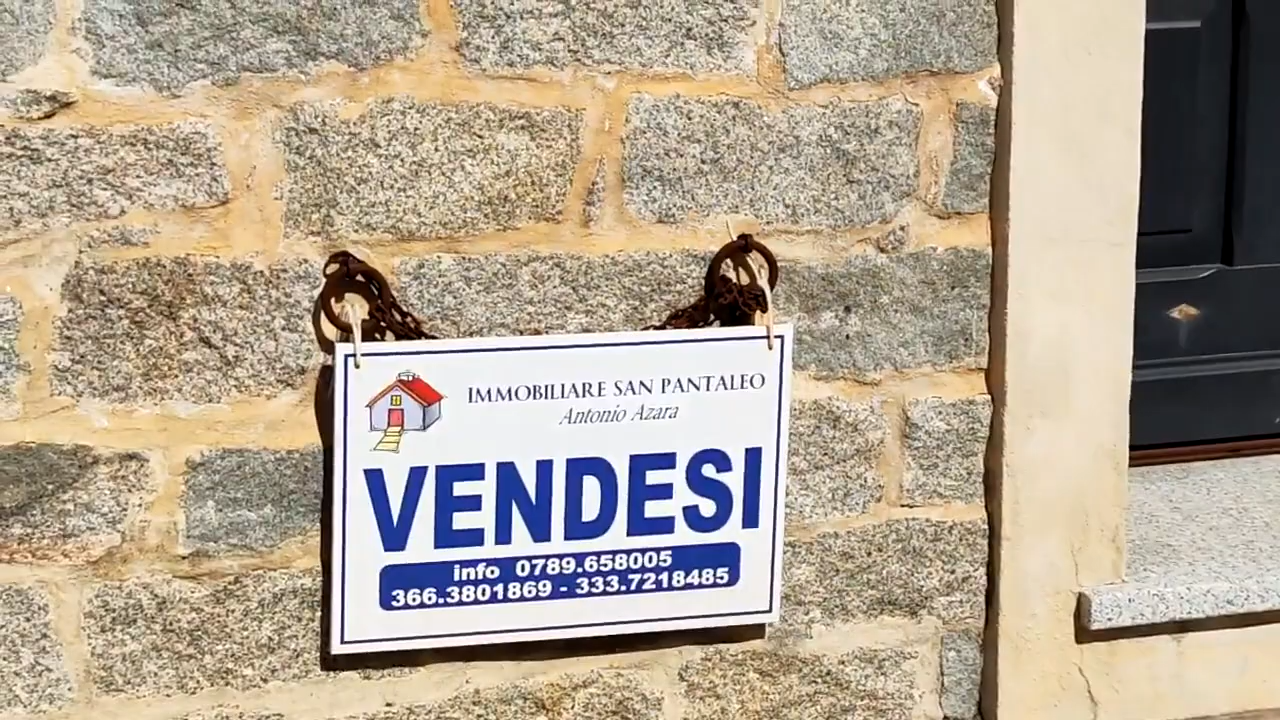 IMMOBILIARE SAN PANTALEO
Antonio Azara
VENDESI
info 0789.658005
366.3801869 - 333.7218485